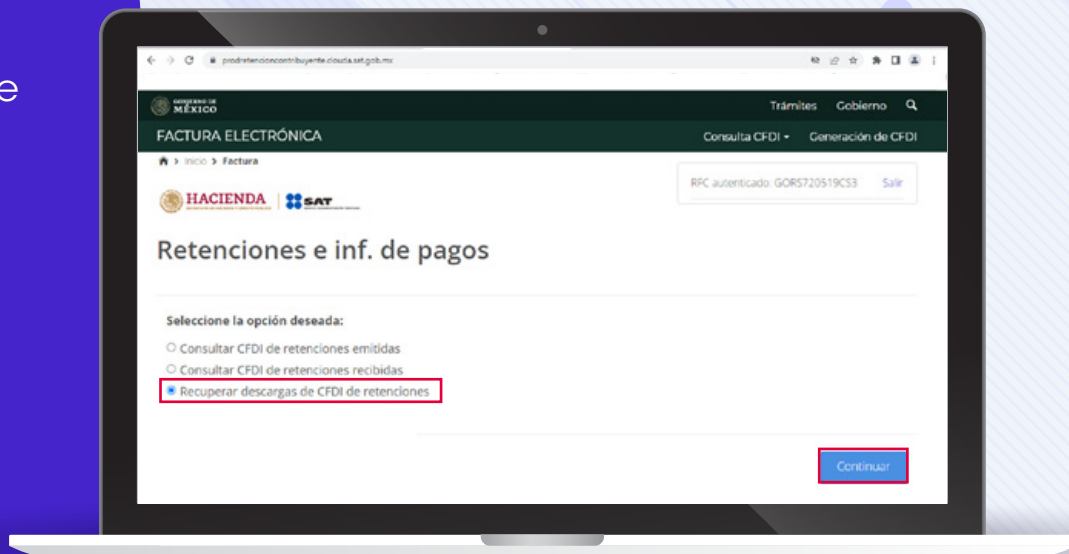 e
prodretencioncontribuyente.clouda.sat.gob.mx
GOBIERNO DE
MÉXICO
Trámites Gobierno
FACTURA ELECTRÓNICA
Consulta CFDI Generación de CFDI
Inicio > Factura
RFC autenticado: GORS720519CS3 Salir
HACIENDA
SAT
Retenciones e inf. de pagos
Seleccione la opción deseada:
Consultar CFDI de retenciones emitidas
Consultar CFDI de retenciones recibidas
Recuperar descargas de CFDI de retenciones
Continuar